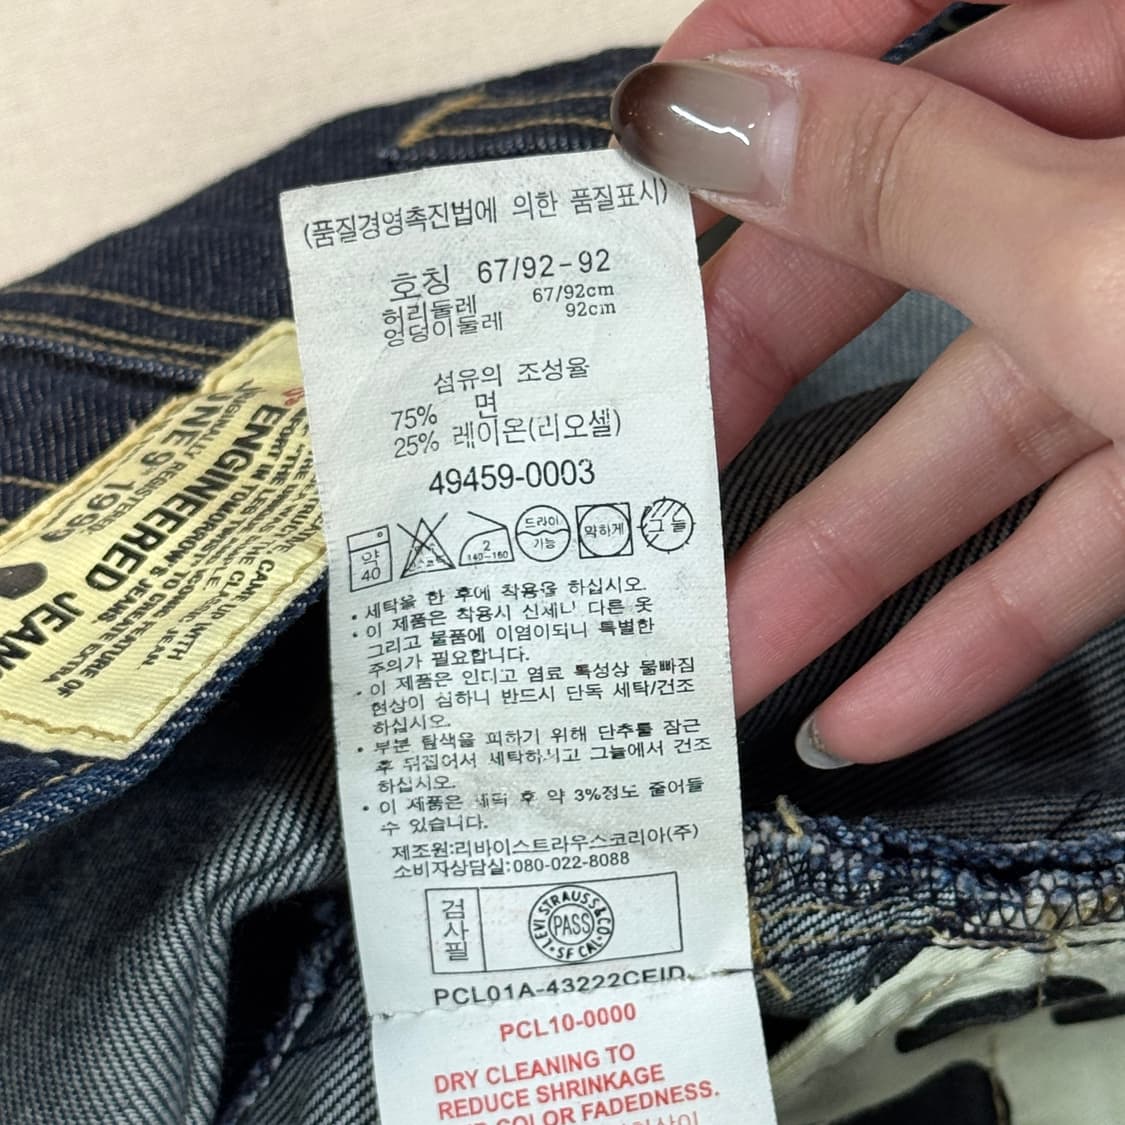 (품질경영촉진법에 의한 품질표시)
호칭 67/92-92
허리둘레 67/92cm
엉덩이둘레 92cm
섬유의 조성율
75% 면
25% 레이온(리오셀)
49459-0003
약 40
2 140~160
드라이 가능
약하게
그늘
• 세탁을 한 후에 착용을 하십시오.
• 이 제품은 착용시 신체나 다른 옷
그리고 물품에 이염이되니 특별한
주의가 필요합니다.
• 이 제품은 인디고 염료 특성상 물빠짐
현상이 심하니 반드시 단독 세탁/건조
하십시오.
• 부분 탈색을 피하기 위해 단추를 잠근
후 뒤집어서 세탁하시고 그늘에서 건조
하십시오.
• 이 제품은 세탁 후 약 3%정도 줄어들
수 있습니다.
제조원:리바이스트라우스코리아(주)
소비자상담실:080-022-8088
검사필
LEVI STRAUSS & CO
PASS
SF CAL
PCL01A-43222CEID
PCL10-0000
DRY CLEANING TO
REDUCE SHRINKAGE
COLOR FADEDNESS.
ENGINEERED JEANS
1999
TOMORROW'S JEANS.